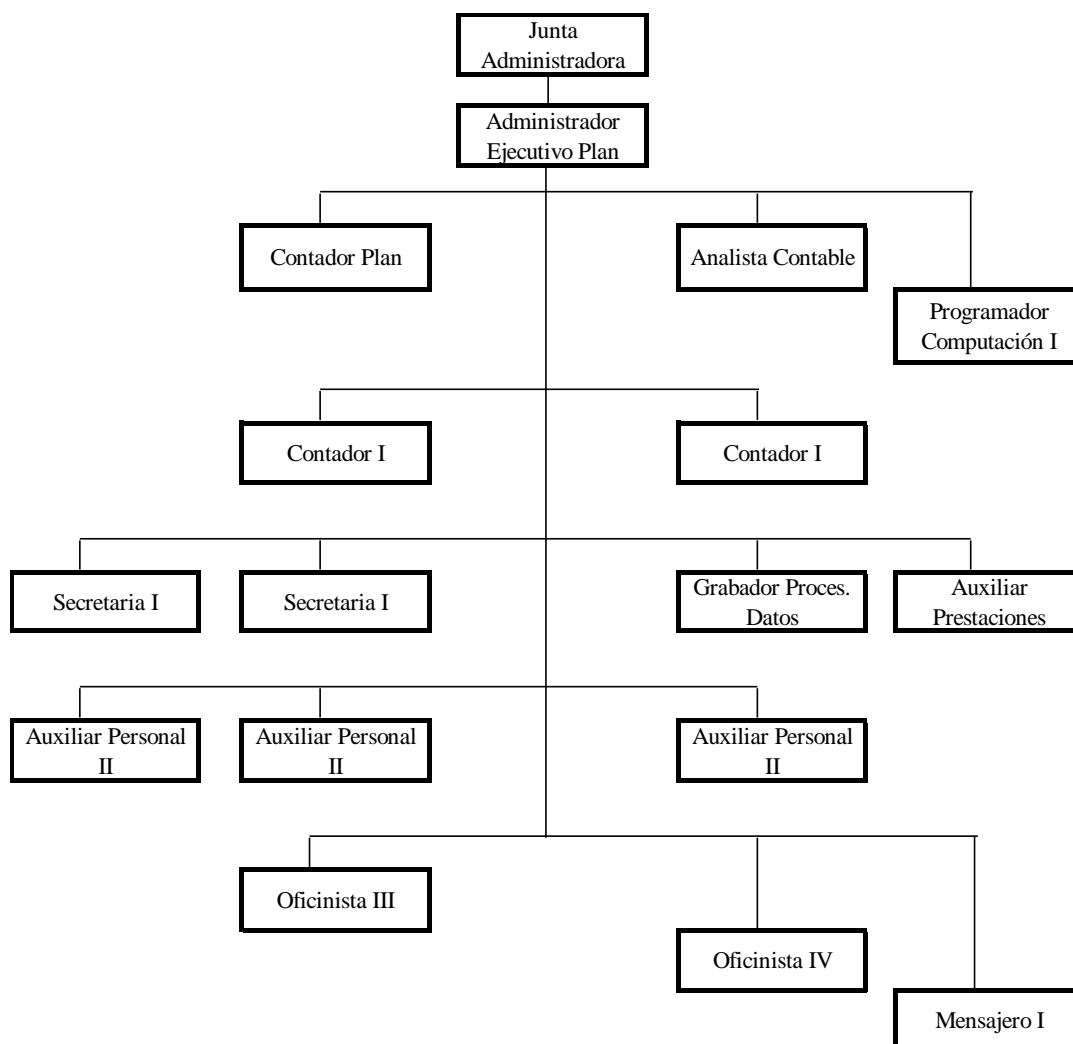 Junta
Administradora
Administrador
Ejecutivo Plan
Contador Plan
Analista Contable
Programador
Computación I
Contador I
Contador I
Secretaria I
Secretaria I
Grabador Proces.
Datos
Auxiliar
Prestaciones
Auxiliar Personal
II
Auxiliar Personal
II
Auxiliar Personal
II
Oficinista III
Oficinista IV
Mensajero I